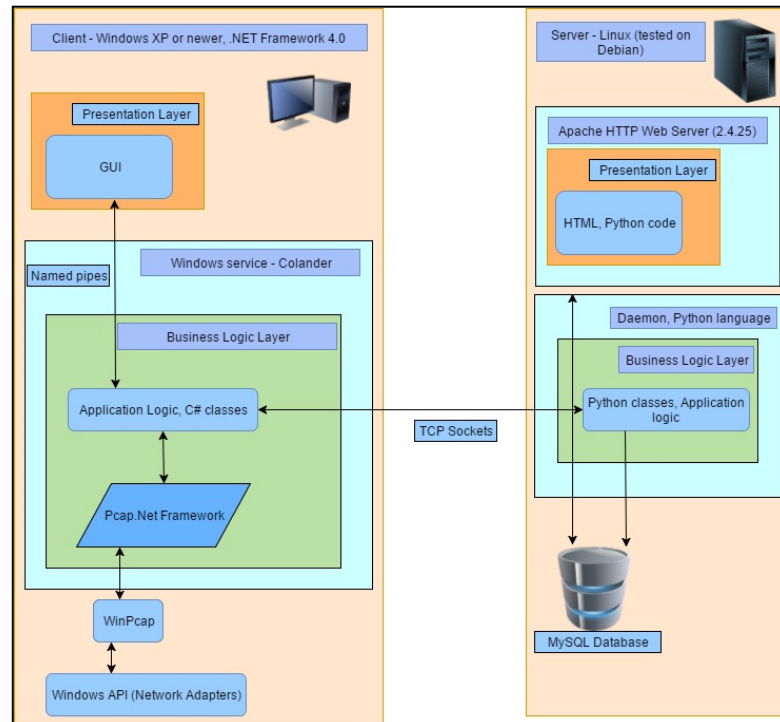 Client - Windows XP or newer, .NET Framework 4.0
Presentation Layer
GUI
Named pipes
Windows service - Colander
Business Logic Layer
Application Logic, C# classes
Pcap.Net Framework
WinPcap
Windows API (Network Adapters)
TCP Sockets
Server - Linux (tested on
Debian)
Apache HTTP Web Server (2.4.25)
Presentation Layer
HTML, Python code
Daemon, Python language
Business Logic Layer
Python classes, Application
logic
MySQL Database